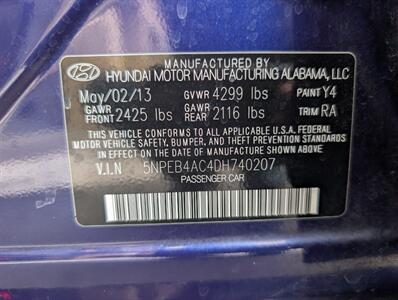 HYUNDAI MOTOR MANUFACTURING ALABAMA, LLC
May/02/13 GVWR 4299 lbs PAINT Y4
GAWR FRONT 2425 lbs GAWR REAR 2116 lbs TRIM RA
THIS VEHICLE CONFORMS TO ALL APPLICABLE U.S.A. FEDERAL
MOTOR VEHICLE SAFETY, BUMPER, AND THEFT PREVENTION STANDARDS
IN EFFECT ON THE DATE OF MANUFACTURE SHOWN ABOVE.
V.I.N 5NPEB4AC4DH740207
PASSENGER CAR